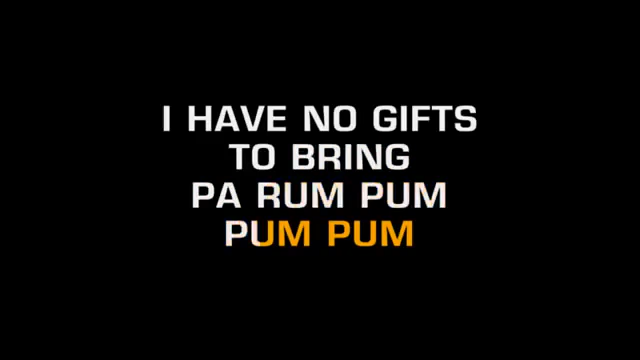 I HAVE NO GIFTS
TO BRING
PA RUM PUM
PUM PUM